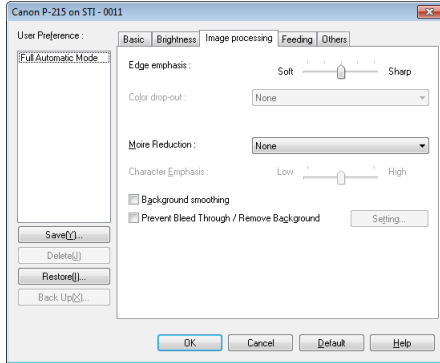 Canon P-215 on STI - 0011
User Preference :
Full Automatic Mode
Save(Y)...
Delete(J)
Restore(I)...
Back Up(X)...
Basic Brightness Image processing Feeding Others
Edge emphasis : Soft Sharp
Color drop-out : None
Moire Reduction : None
Character Emphasis : Low High
Background smoothing
Prevent Bleed Through / Remove Background Setting...
OK Cancel Default Help